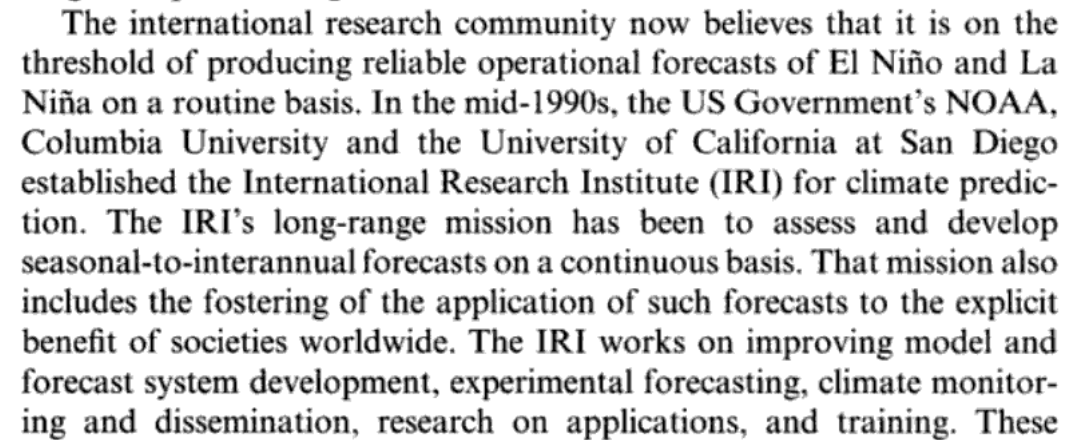 The international research community now believes that it is on the
threshold of producing reliable operational forecasts of El Niño and La
Niña on a routine basis. In the mid-1990s, the US Government's NOAA,
Columbia University and the University of California at San Diego
established the International Research Institute (IRI) for climate predic-
tion. The IRI's long-range mission has been to assess and develop
seasonal-to-interannual forecasts on a continuous basis. That mission also
includes the fostering of the application of such forecasts to the explicit
benefit of societies worldwide. The IRI works on improving model and
forecast system development, experimental forecasting, climate monitor-
ing and dissemination, research on applications, and training. These